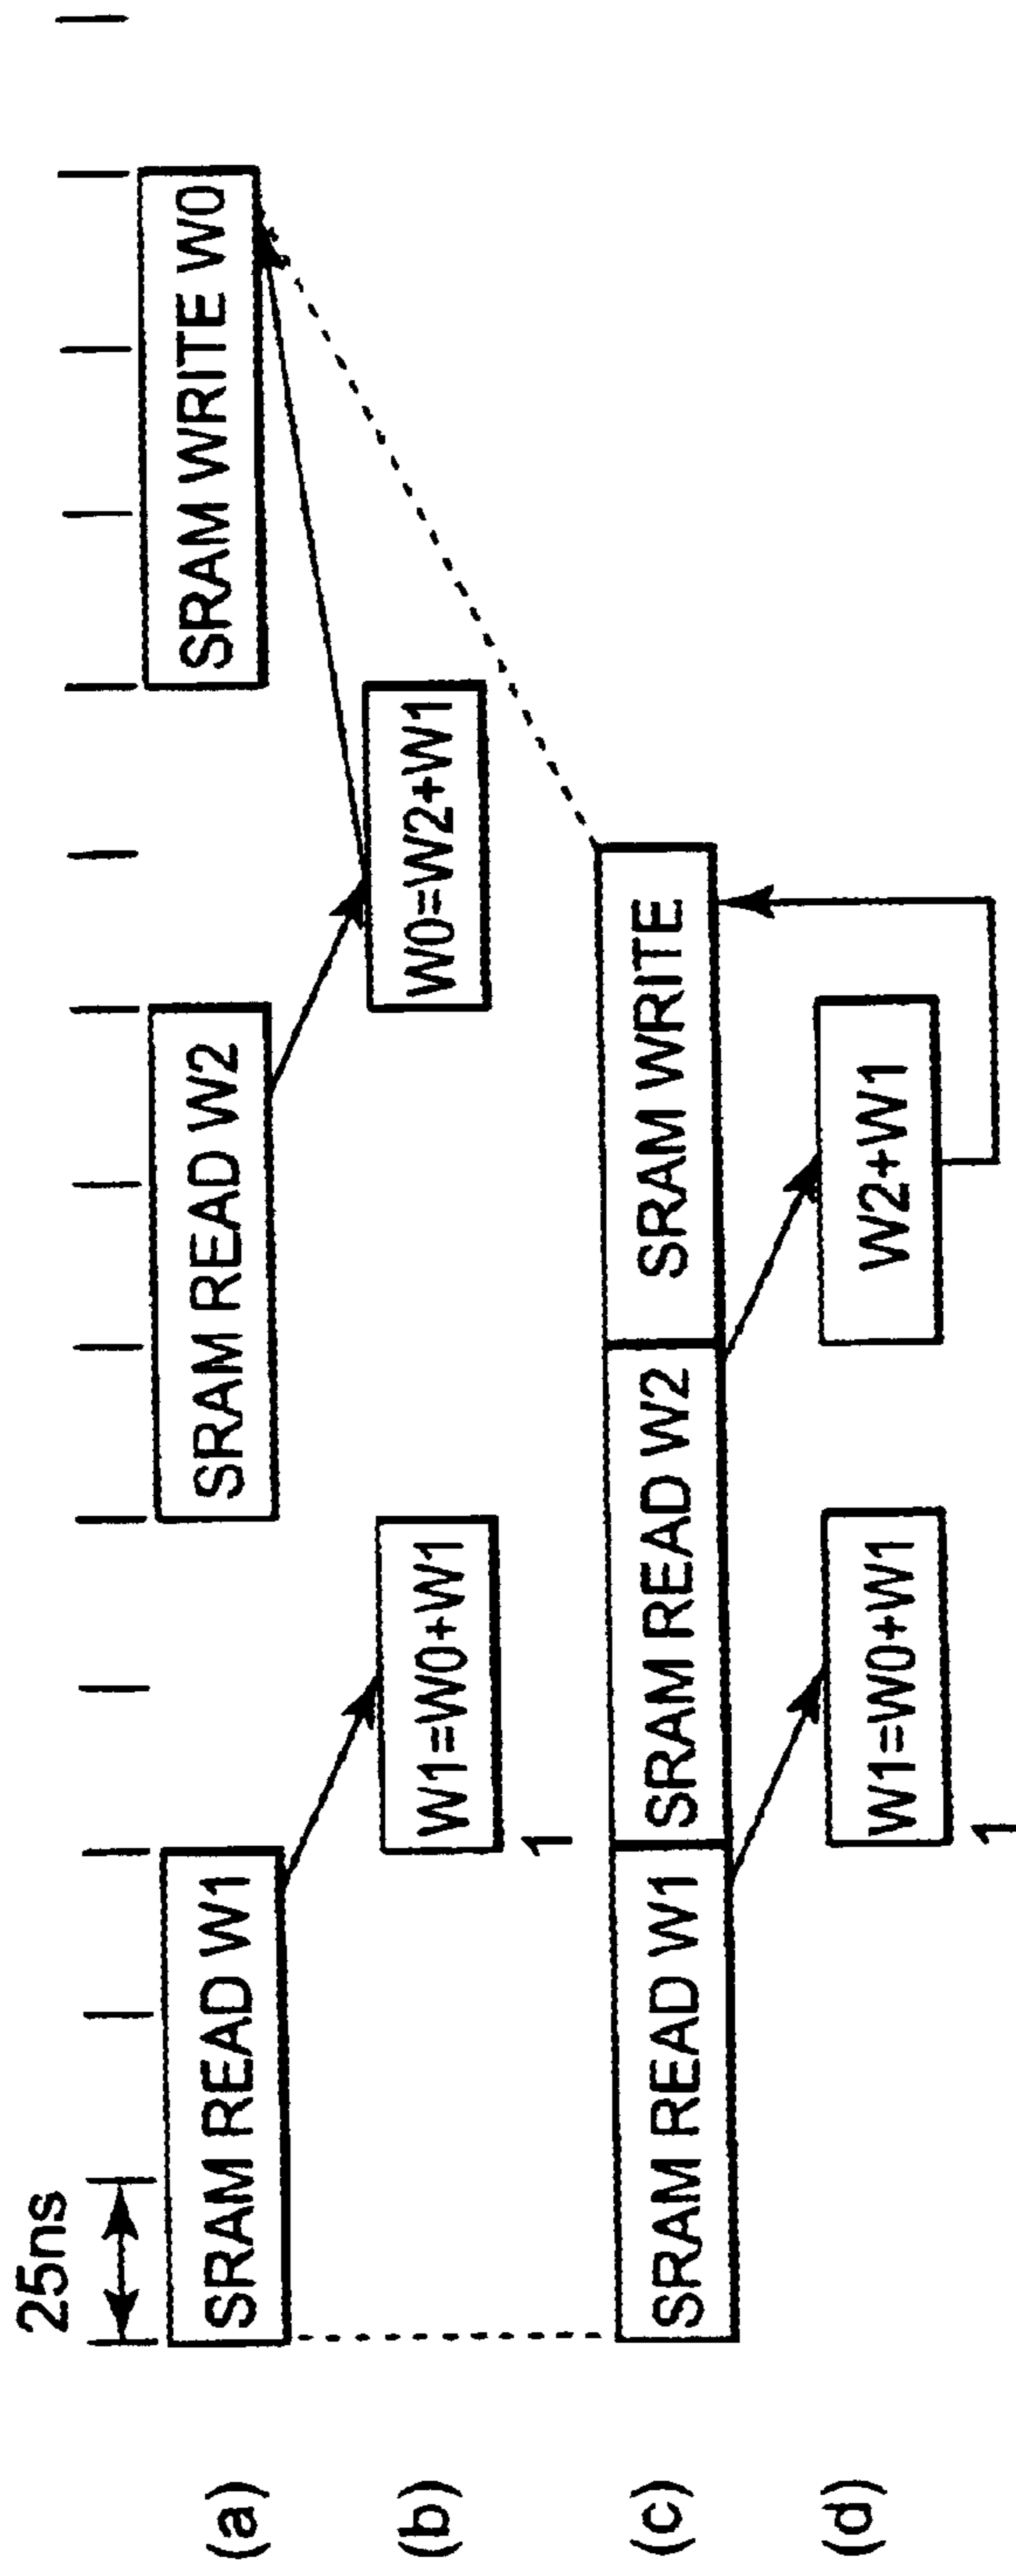 25ns
(a) SRAM READ W1 SRAM READ W2 SRAM WRITE W0
(b) W1=W0+W1 W0=W2+W1
1
(c) SRAM READ W1 SRAM READ W2 SRAM WRITE
(d) W1=W0+W1 W2+W1
1